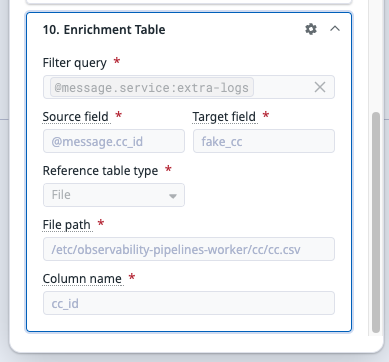 10. Enrichment Table
Filter query *
@message.service:extra-logs
Source field * Target field *
@message.cc_id fake_cc
Reference table type *
File
File path *
/etc/observability-pipelines-worker/cc/cc.csv
Column name *
cc_id